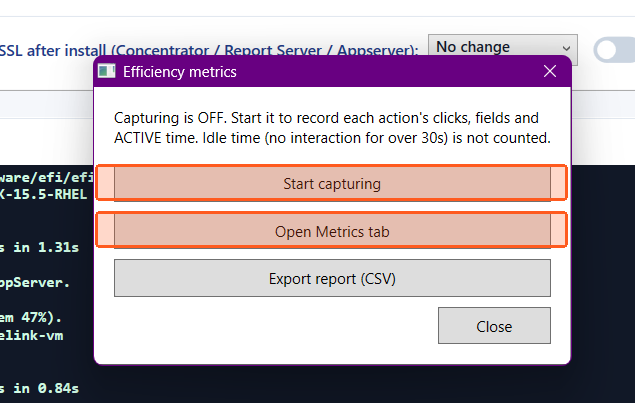 SSL after install (Concentrator / Report Server / Appserver):
No change
Efficiency metrics
Capturing is OFF. Start it to record each action's clicks, fields and
ACTIVE time. Idle time (no interaction for over 30s) is not counted.
Start capturing
Open Metrics tab
Export report (CSV)
Close
ware/efi/efi
K-15.5-RHEL
s in 1.31s
ppServer.
em 47%).
elink-vm
s in 0.84s